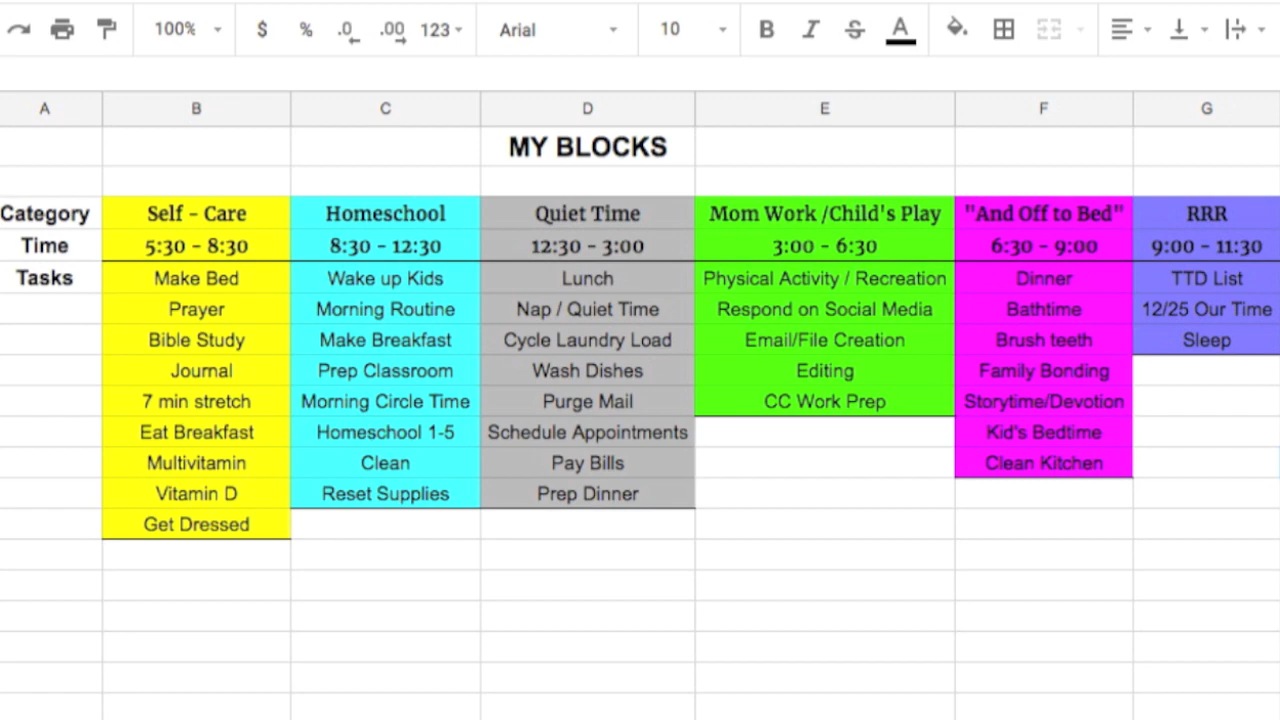 100% $ % .0 .00 123 Arial 10 B I S A
A B C D E F G
MY BLOCKS
Category Self - Care Homeschool Quiet Time Mom Work /Child's Play "And Off to Bed" RRR
Time 5:30 - 8:30 8:30 - 12:30 12:30 - 3:00 3:00 - 6:30 6:30 - 9:00 9:00 - 11:30
Tasks Make Bed Wake up Kids Lunch Physical Activity / Recreation Dinner TTD List
Prayer Morning Routine Nap / Quiet Time Respond on Social Media Bathtime 12/25 Our Time
Bible Study Make Breakfast Cycle Laundry Load Email/File Creation Brush teeth Sleep
Journal Prep Classroom Wash Dishes Editing Family Bonding
7 min stretch Morning Circle Time Purge Mail CC Work Prep Storytime/Devotion
Eat Breakfast Homeschool 1-5 Schedule Appointments Kid's Bedtime
Multivitamin Clean Pay Bills Clean Kitchen
Vitamin D Reset Supplies Prep Dinner
Get Dressed